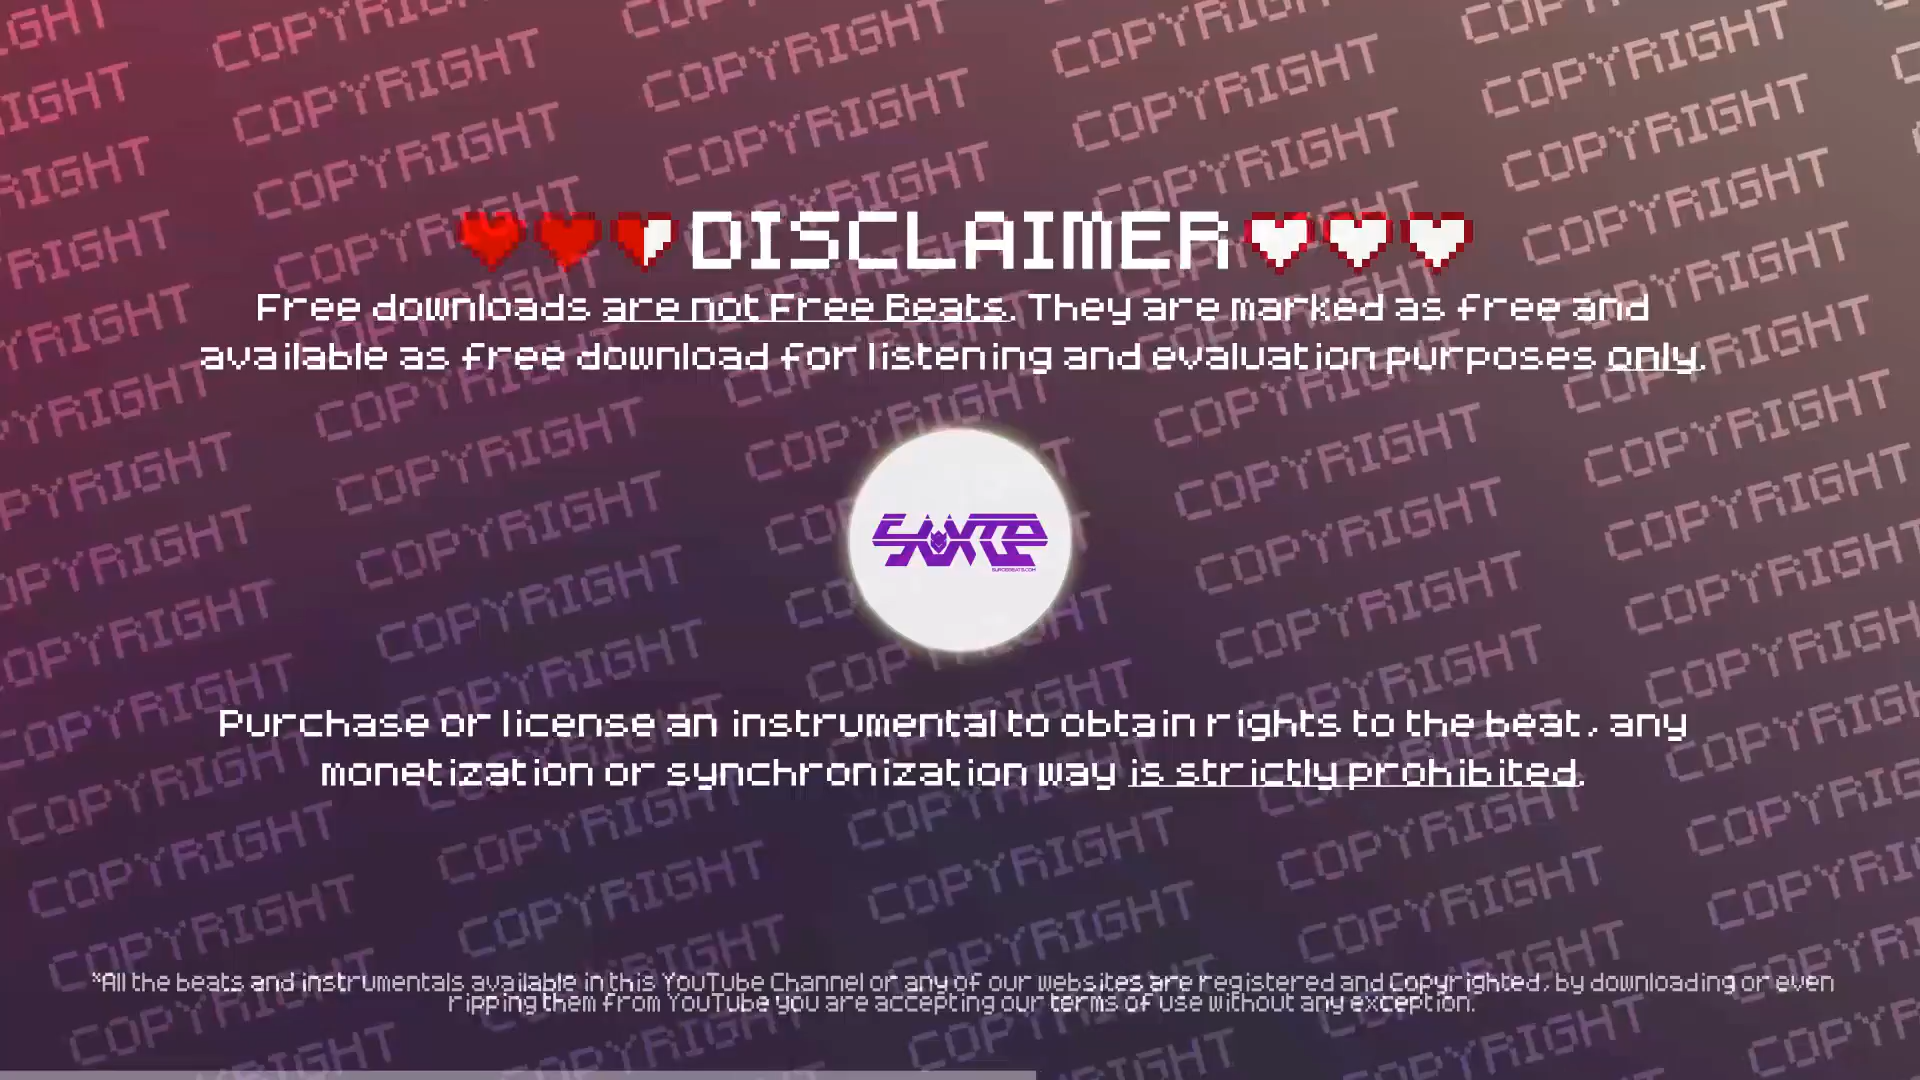 DISCLAIMER
Free downloads are not Free Beats. They are marked as free and
available as free download for listening and evaluation purposes only.
Purchase or license an instrumental to obtain rights to the beat, any
monetization or synchronization way is strictly prohibited.
*All the beats and instrumentals available in this YouTube Channel or any of our websites are registered and Copyrighted, by downloading or even
ripping them from YouTube you are accepting our terms of use without any exception.
COPYRIGHT